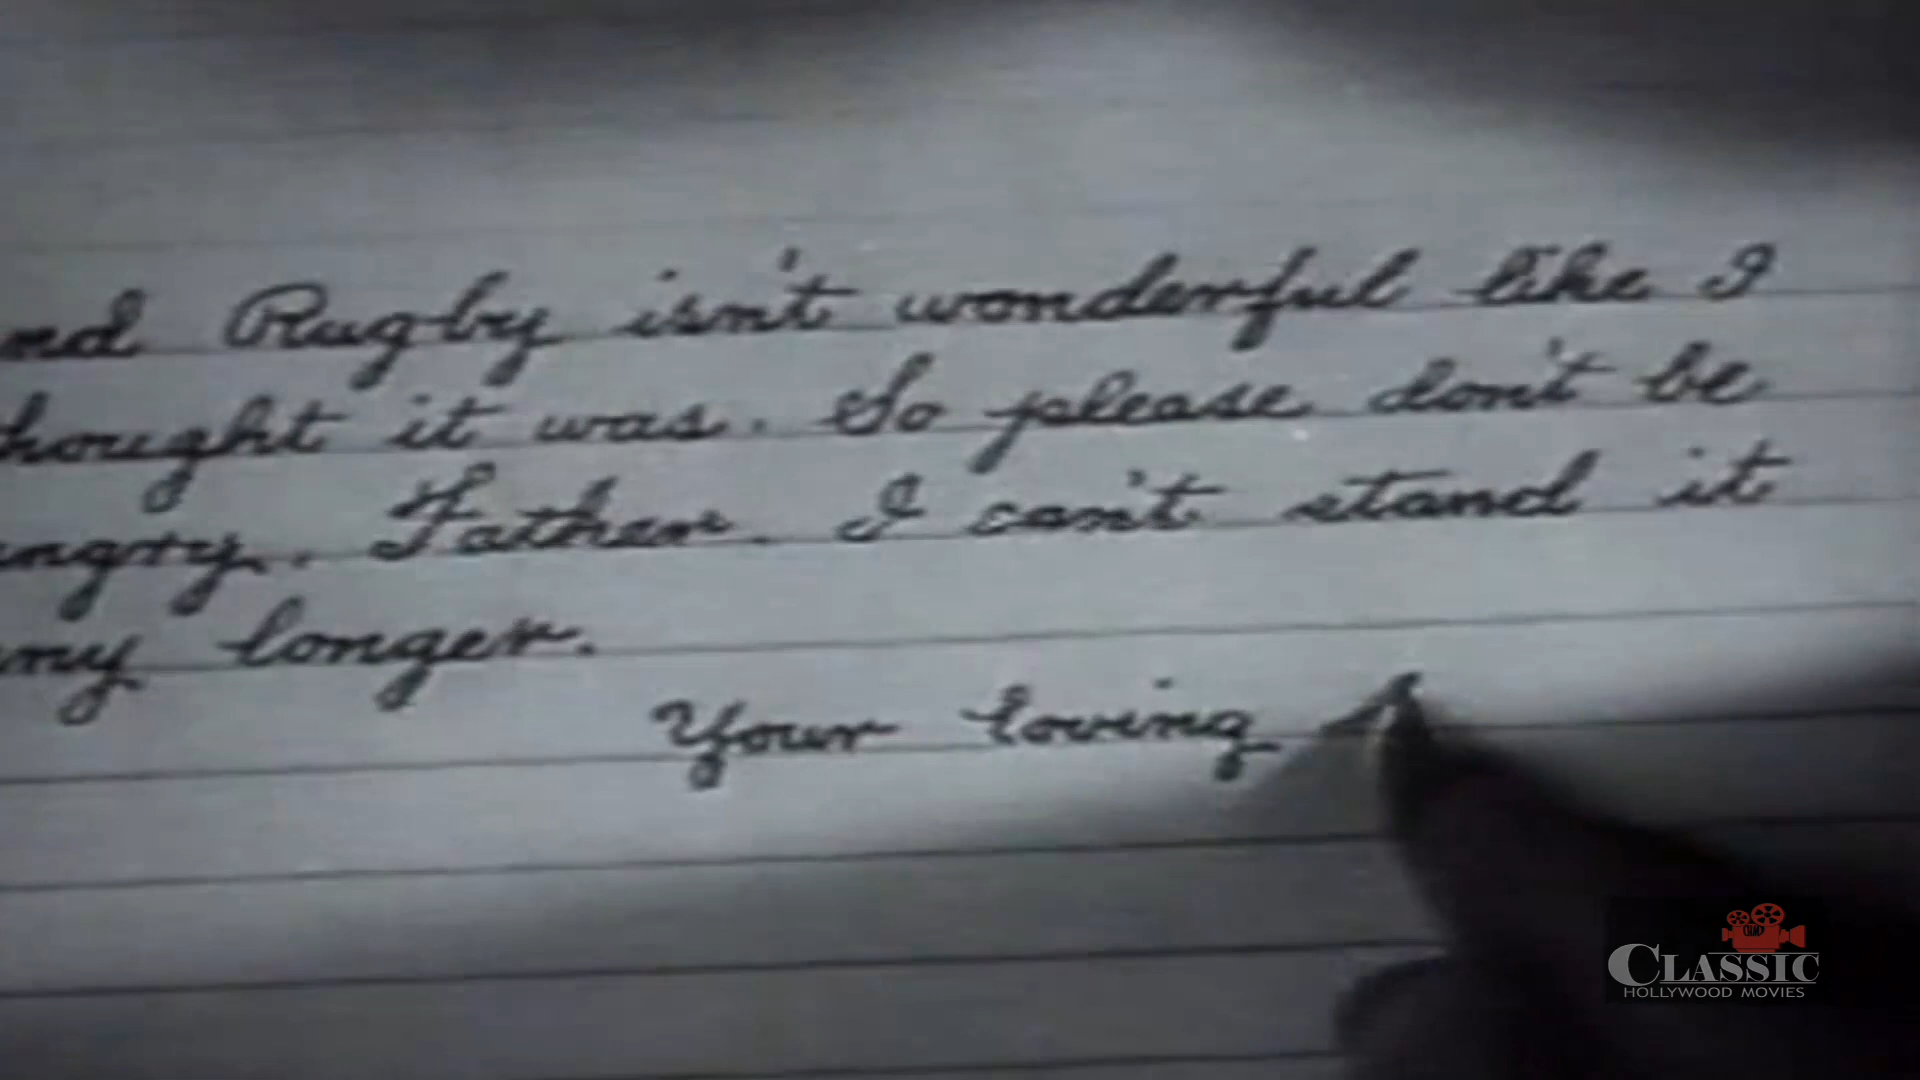 nd Rugby isn't wonderful like I
hought it was. So please don't be
ngry, Father. I can't stand it
ny longer.
Your loving s
CHM
CLASSIC
HOLLYWOOD MOVIES